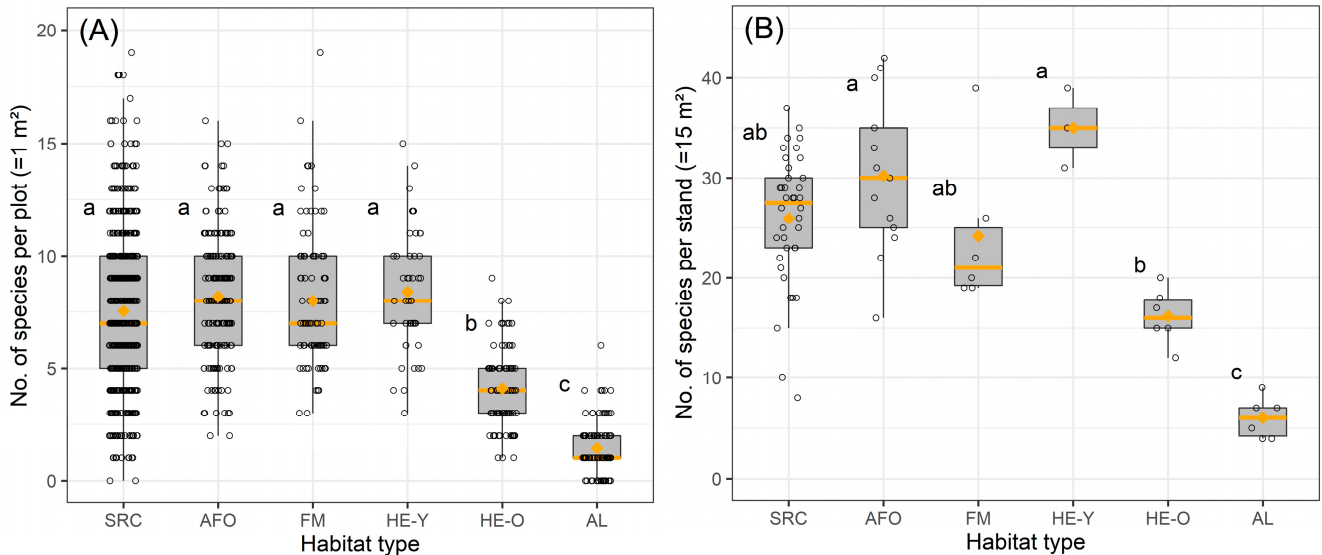 (A)
No. of species per plot (=1 m²)
20
15
10
5
0
a
a
a
a
b
c
SRC AFO FM HE-Y HE-O AL
Habitat type
(B)
No. of species per stand (=15 m²)
40
30
20
10
0
ab
a
ab
a
b
c
SRC AFO FM HE-Y HE-O AL
Habitat type